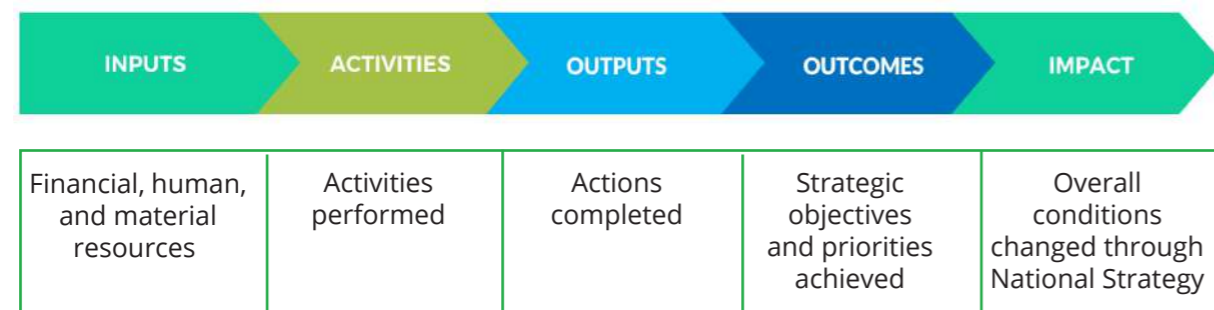 INPUTS
ACTIVITIES
OUTPUTS
OUTCOMES
IMPACT
Financial, human,
and material
resources
Activities
performed
Actions
completed
Strategic
objectives
and priorities
achieved
Overall
conditions
changed through
National Strategy